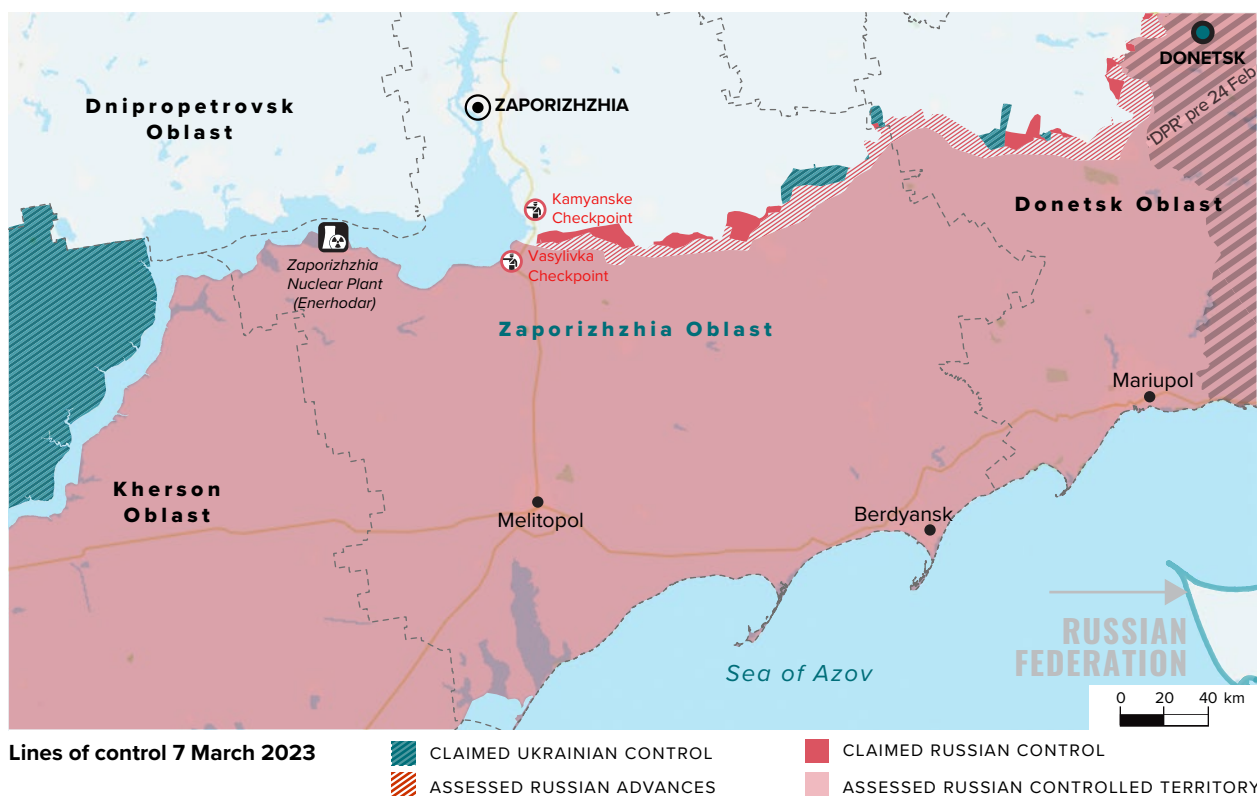 Dnipropetrovsk
Oblast
ZAPORIZHZHIA
DONETSK
'DPR' pre 24 Feb
Kamyanske
Checkpoint
Vasylivka
Checkpoint
Zaporizhzhia
Nuclear Plant
(Enerhodar)
Donetsk Oblast
Zaporizhzhia Oblast
Mariupol
Kherson
Oblast
Melitopol
Berdyansk
RUSSIAN
FEDERATION
Sea of Azov
0 20 40 km
Lines of control 7 March 2023
CLAIMED UKRAINIAN CONTROL
CLAIMED RUSSIAN CONTROL
ASSESSED RUSSIAN ADVANCES
ASSESSED RUSSIAN CONTROLLED TERRITORY